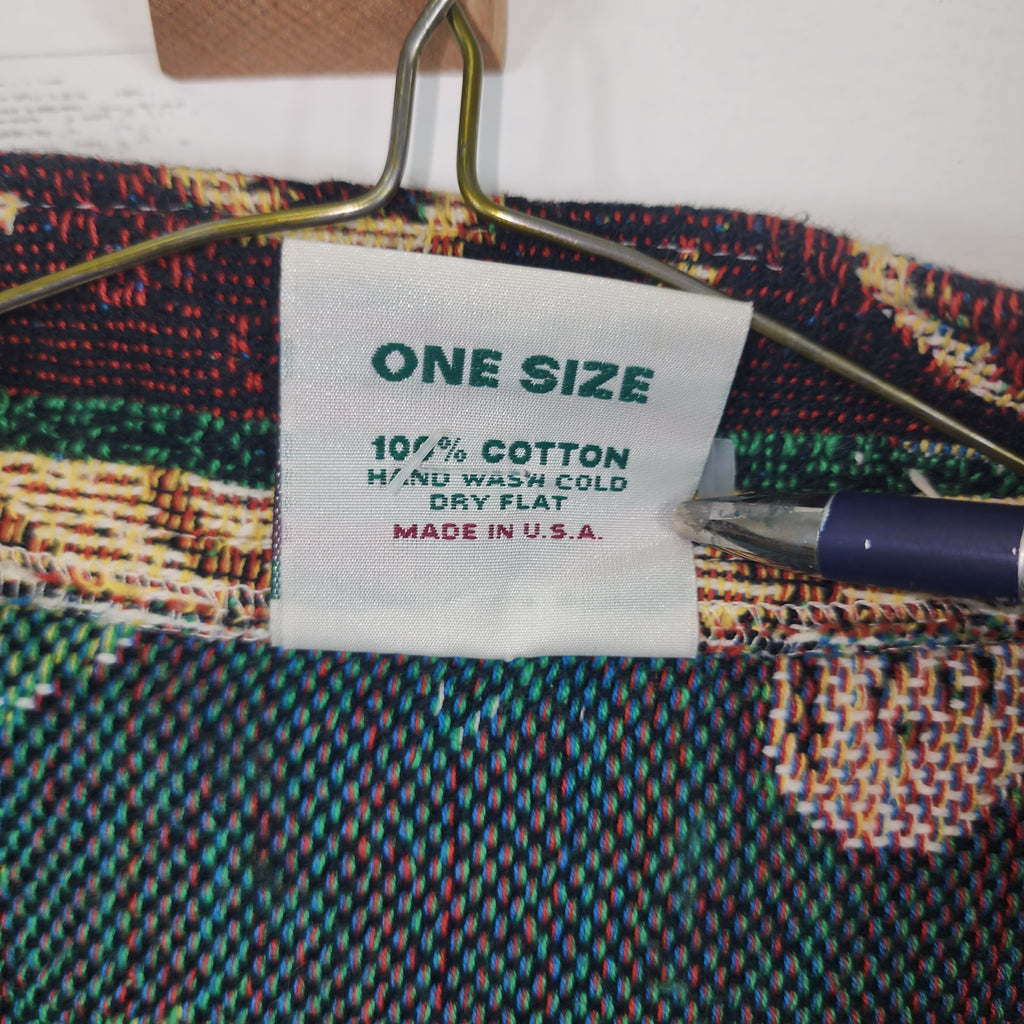 ONE SIZE
100% COTTON
HAND WASH COLD
DRY FLAT
MADE IN U.S.A.